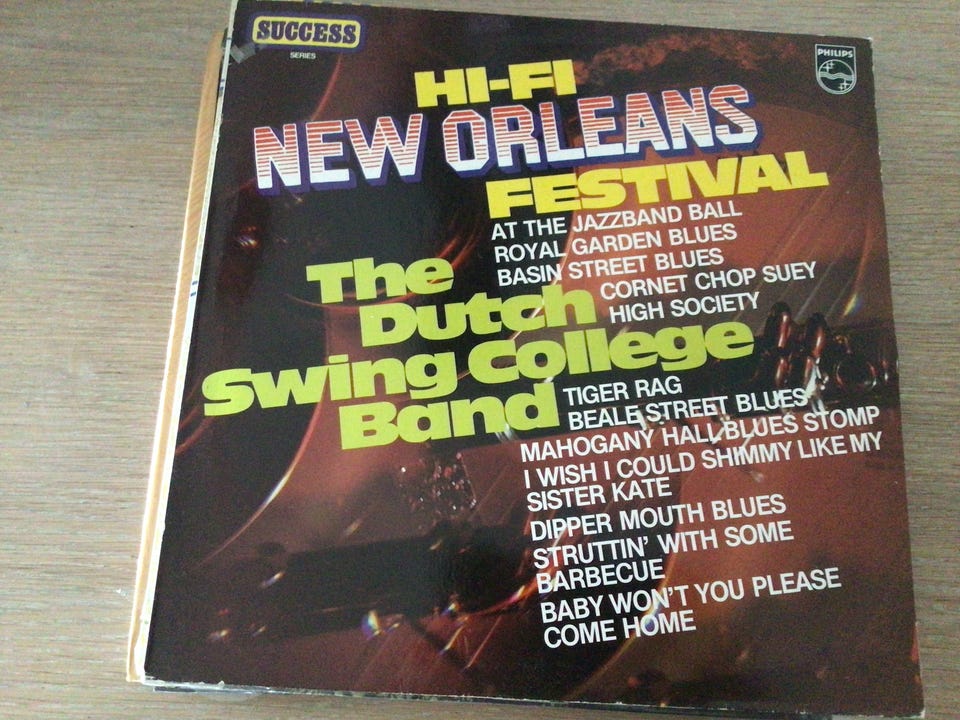 SUCCESS
SERIES
PHILIPS
HI-FI
NEW ORLEANS
FESTIVAL
AT THE JAZZBAND BALL
ROYAL GARDEN BLUES
BASIN STREET BLUES
CORNET CHOP SUEY
HIGH SOCIETY
The
Dutch
Swing College
Band
TIGER RAG
BEALE STREET BLUES
MAHOGANY HALL BLUES STOMP
I WISH I COULD SHIMMY LIKE MY
SISTER KATE
DIPPER MOUTH BLUES
STRUTTIN' WITH SOME
BARBECUE
BABY WON'T YOU PLEASE
COME HOME